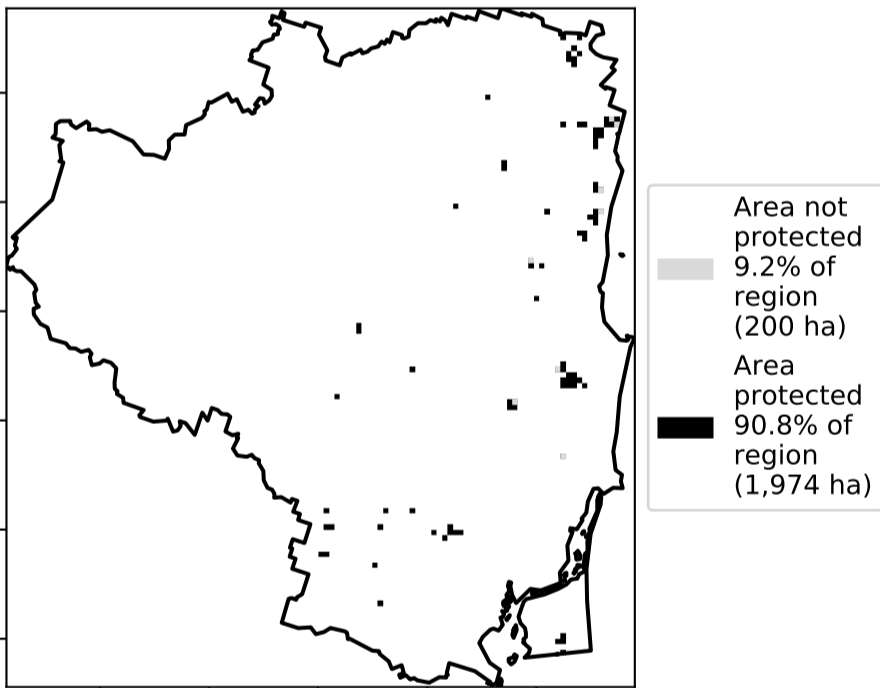 Area not
protected
9.2% of
region
(200 ha)
Area
protected
90.8% of
region
(1,974 ha)